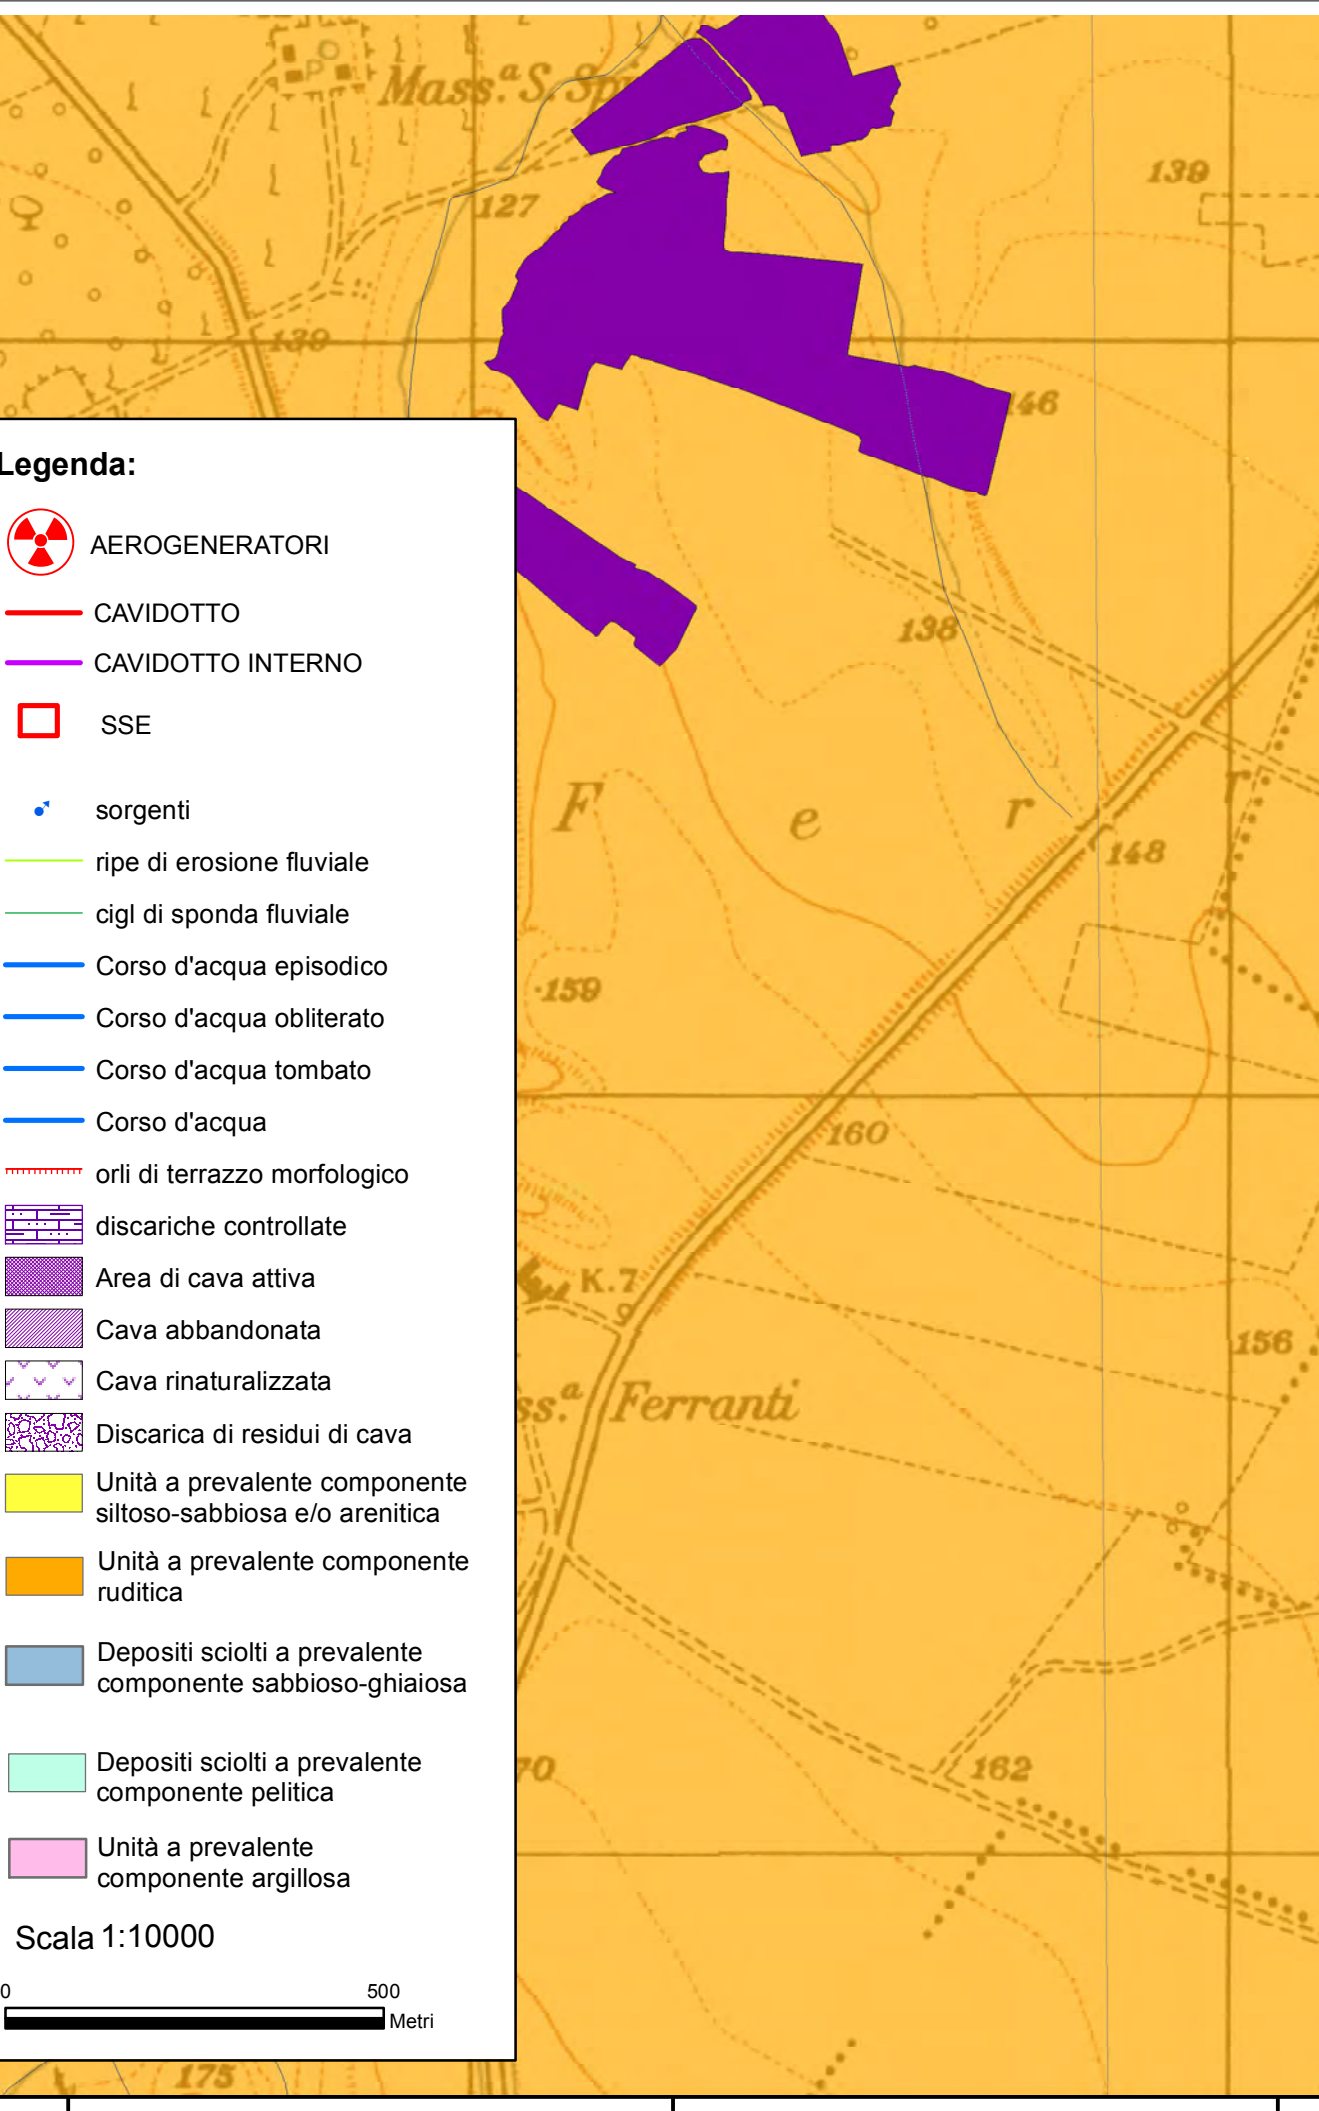 Mass.ª S. Sp
139
127
139
146
Legenda:
AEROGENERATORI
CAVIDOTTO
CAVIDOTTO INTERNO
138
SSE
sorgenti
F e r r
ripe di erosione fluviale
148
cigl di sponda fluviale
Corso d'acqua episodico
·159
Corso d'acqua obliterato
Corso d'acqua tombato
Corso d'acqua
160
orli di terrazzo morfologico
discariche controllate
Area di cava attiva
K.7
Cava abbandonata
156
Cava rinaturalizzata
ss.ª Ferranti
Discarica di residui di cava
Unità a prevalente componente
siltoso-sabbiosa e/o arenitica
Unità a prevalente componente
ruditica
Depositi sciolti a prevalente
componente sabbioso-ghiaiosa
Depositi sciolti a prevalente
componente pelitica
70
162
Unità a prevalente
componente argillosa
Scala 1:10000
0 500
Metri
175